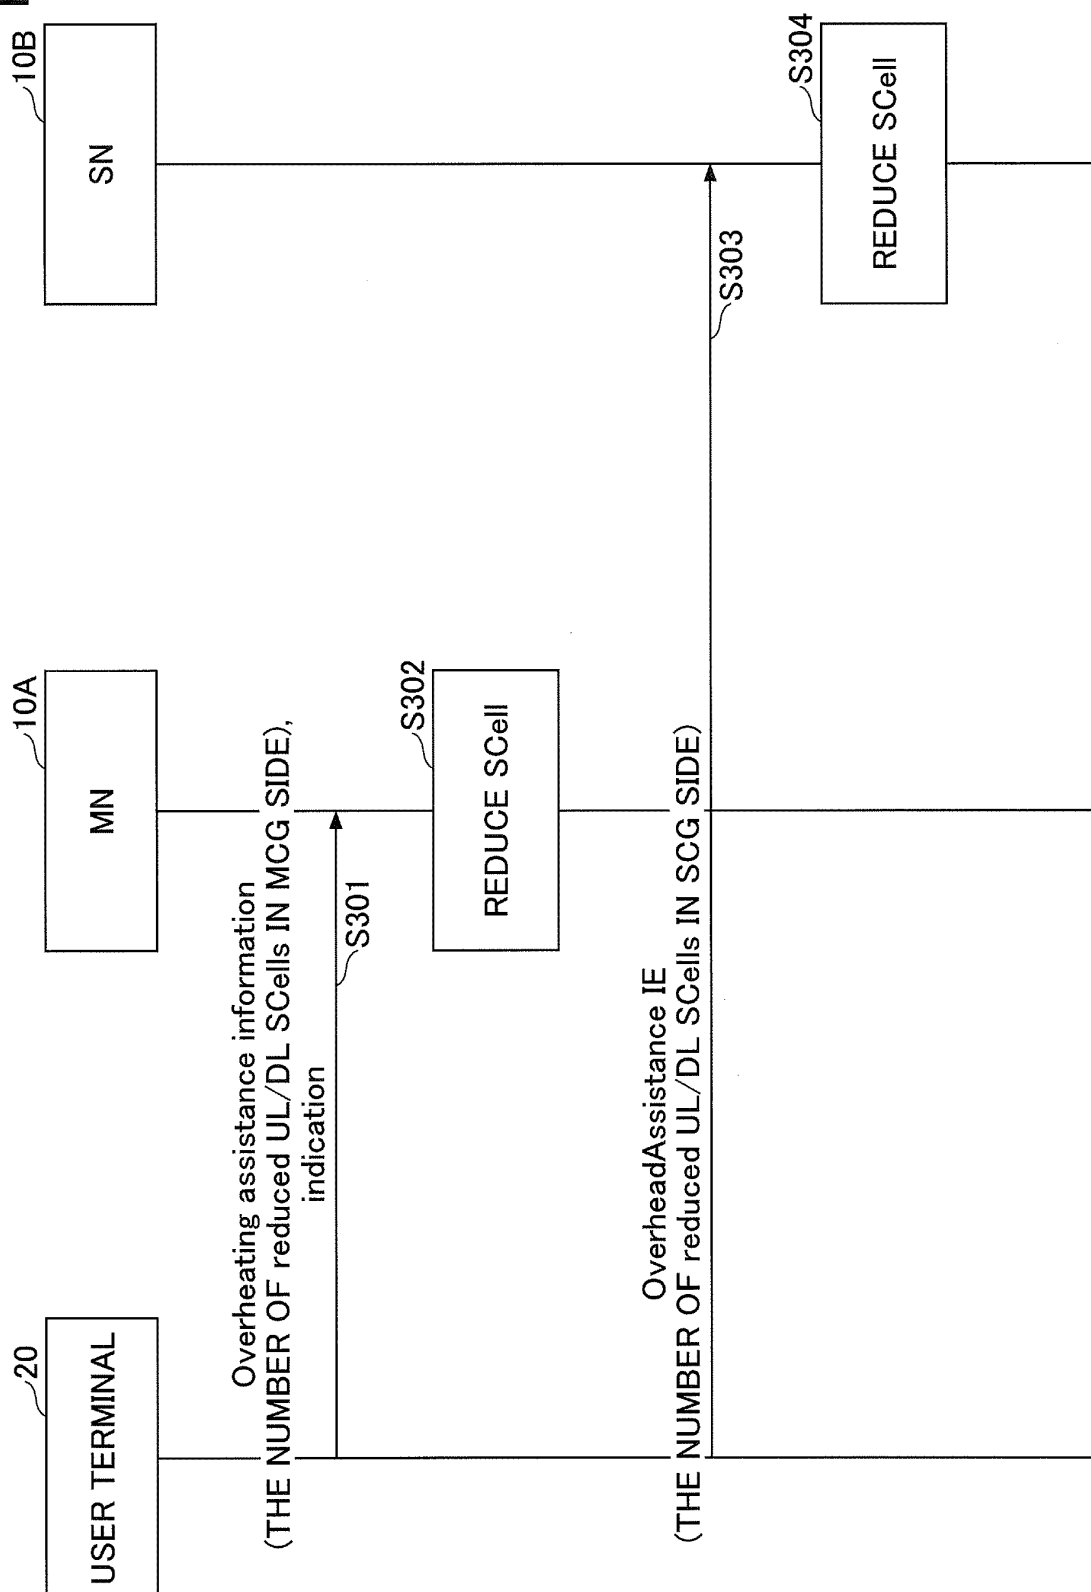 20
USER TERMINAL
10A
MN
10B
SN
Overheating assistance information
(THE NUMBER OF reduced UL/DL SCells IN MCG SIDE),
indication
S301
S302
REDUCE SCell
OverheadAssistance IE
(THE NUMBER OF reduced UL/DL SCells IN SCG SIDE)
S303
S304
REDUCE SCell